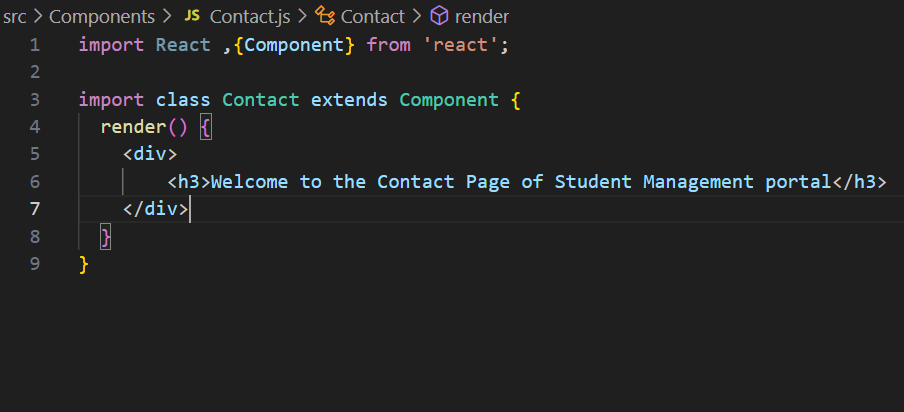 src > Components > JS Contact.js > Contact > render
1 import React ,{Component} from 'react';
2
3 import class Contact extends Component {
4 render() {
5 <div>
6 <h3>Welcome to the Contact Page of Student Management portal</h3>
7 </div>
8 }
9 }